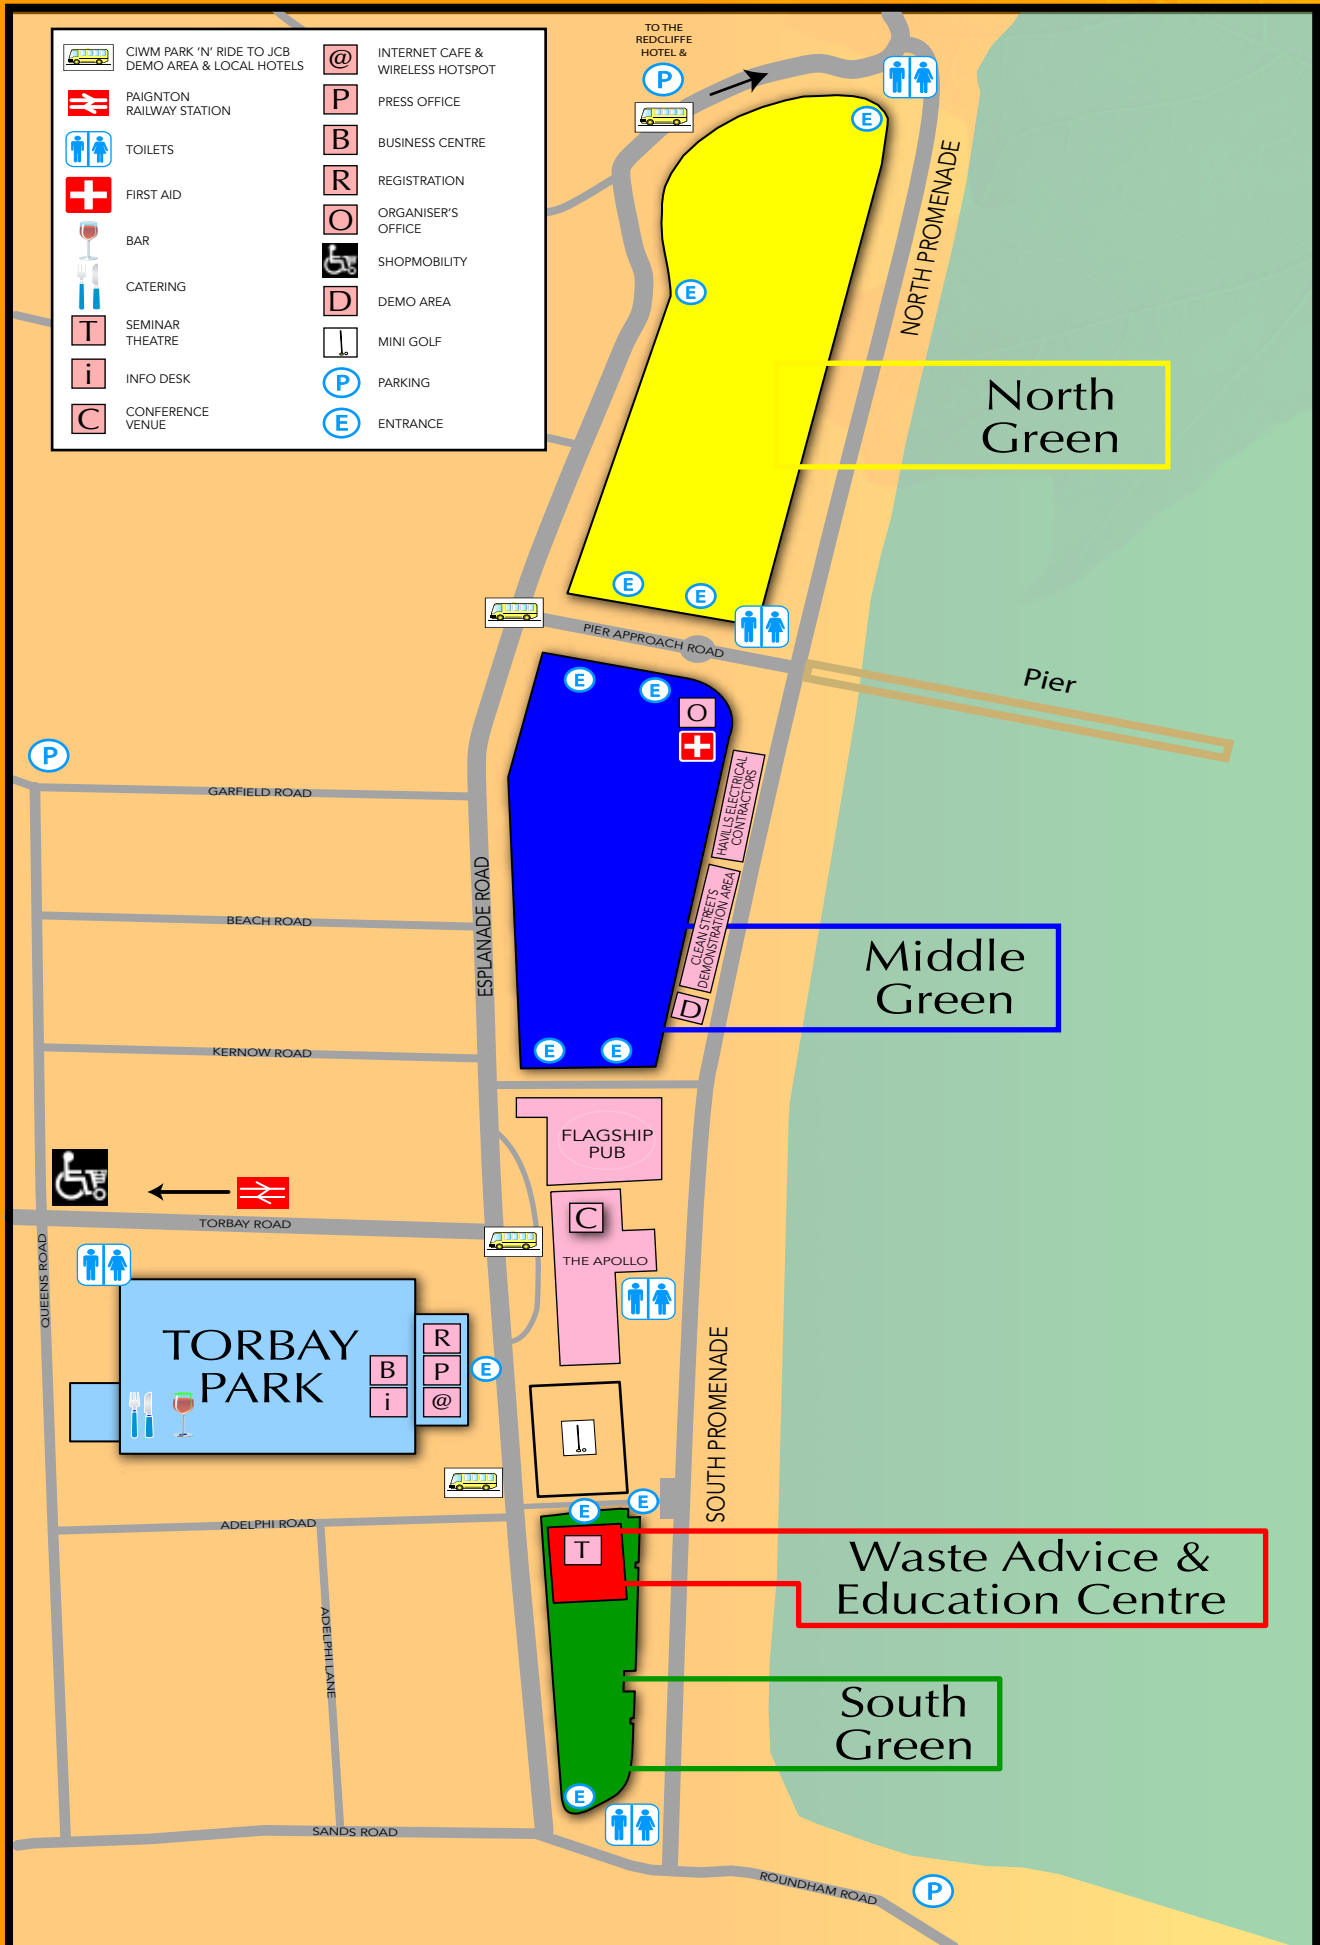 CIWM PARK 'N' RIDE TO JCB
DEMO AREA & LOCAL HOTELS
PAIGNTON
RAILWAY STATION
TOILETS
FIRST AID
BAR
CATERING
T
SEMINAR
THEATRE
i
INFO DESK
C
CONFERENCE
VENUE
@
INTERNET CAFE &
WIRELESS HOTSPOT
P
PRESS OFFICE
B
BUSINESS CENTRE
R
REGISTRATION
O
ORGANISER'S
OFFICE
SHOPMOBILITY
D
DEMO AREA
MINI GOLF
P
PARKING
E
ENTRANCE
TO THE
REDCLIFFE
HOTEL &
P
E
NORTH PROMENADE
E
North
Green
E
E
PIER APPROACH ROAD
Pier
E
E
O
P
HAVILLS ELECTRICAL
CONTRACTORS
GARFIELD ROAD
ESPLANADE ROAD
CLEAN STREETS
DEMONSTRATION AREA
BEACH ROAD
Middle
Green
D
E
E
KERNOW ROAD
FLAGSHIP
PUB
C
TORBAY ROAD
THE APOLLO
QUEENS ROAD
TORBAY
PARK
R
B
P
E
i
@
SOUTH PROMENADE
E
E
ADELPHI ROAD
T
Waste Advice &
Education Centre
ADELPHI LANE
South
Green
E
SANDS ROAD
ROUNDHAM ROAD
P